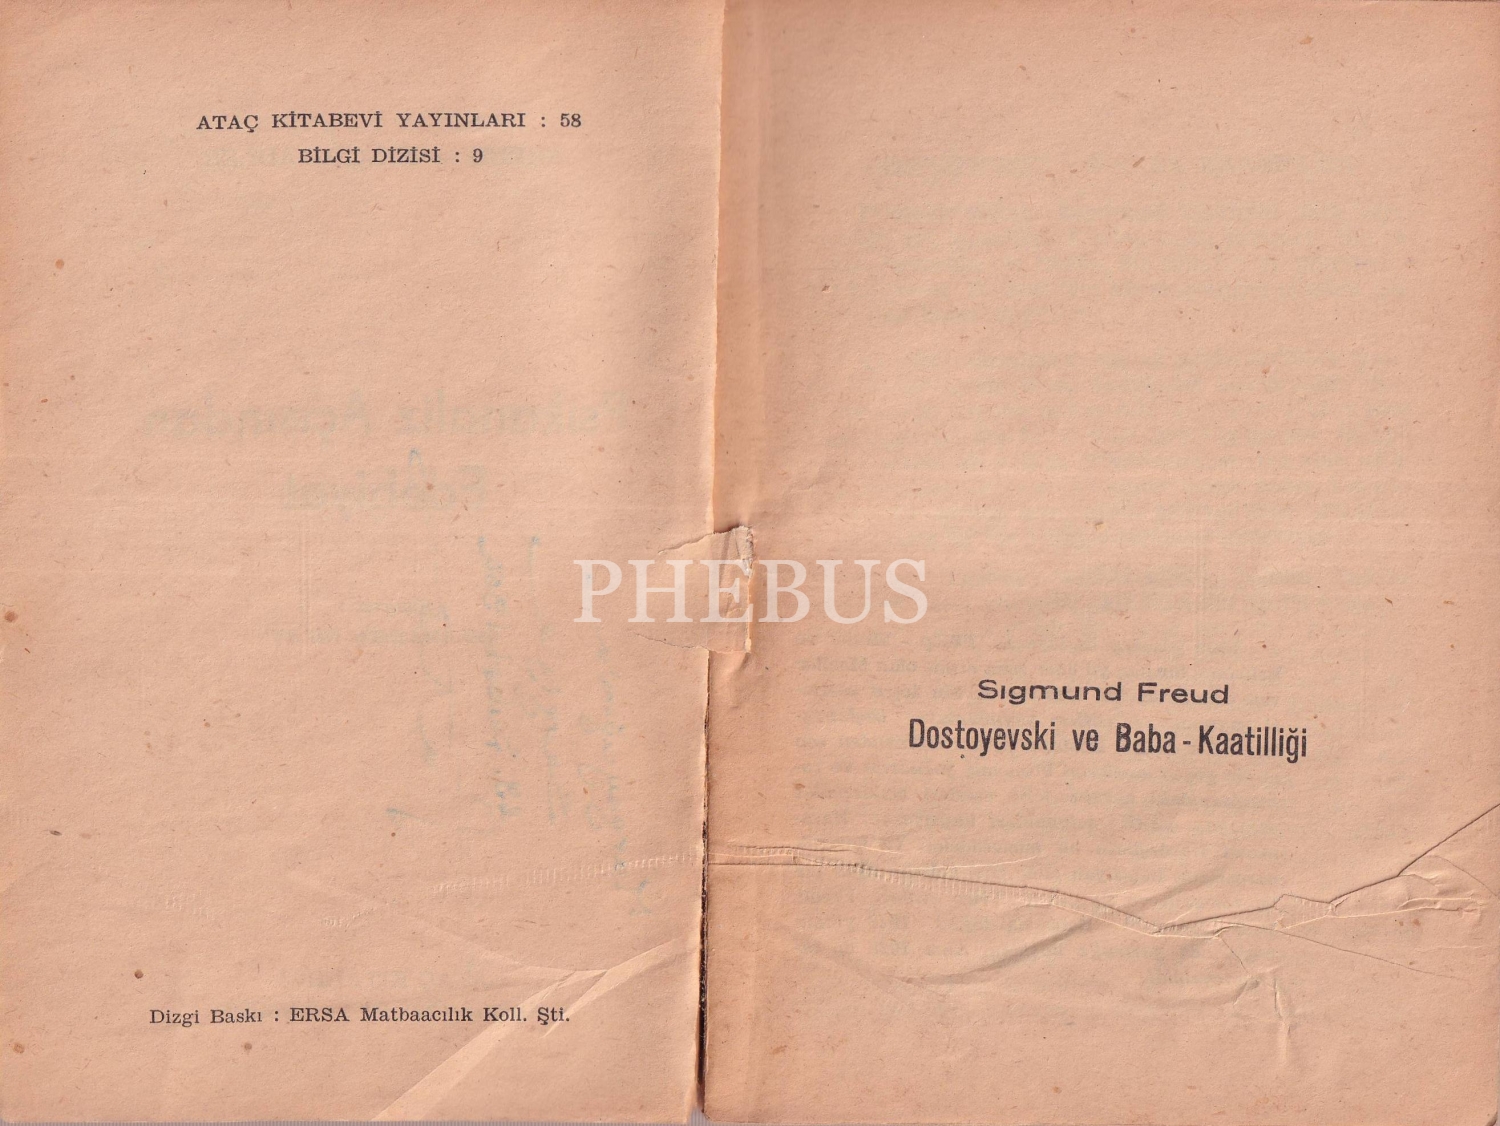 ATAÇ KİTABEVİ YAYINLARI : 58
BİLGİ DİZİSİ : 9
Dizgi Baskı : ERSA Matbaacılık Koll. Şti.
PHEBUS
Sıgmund Freud
Dostoyevski ve Baba - Kaatilliği